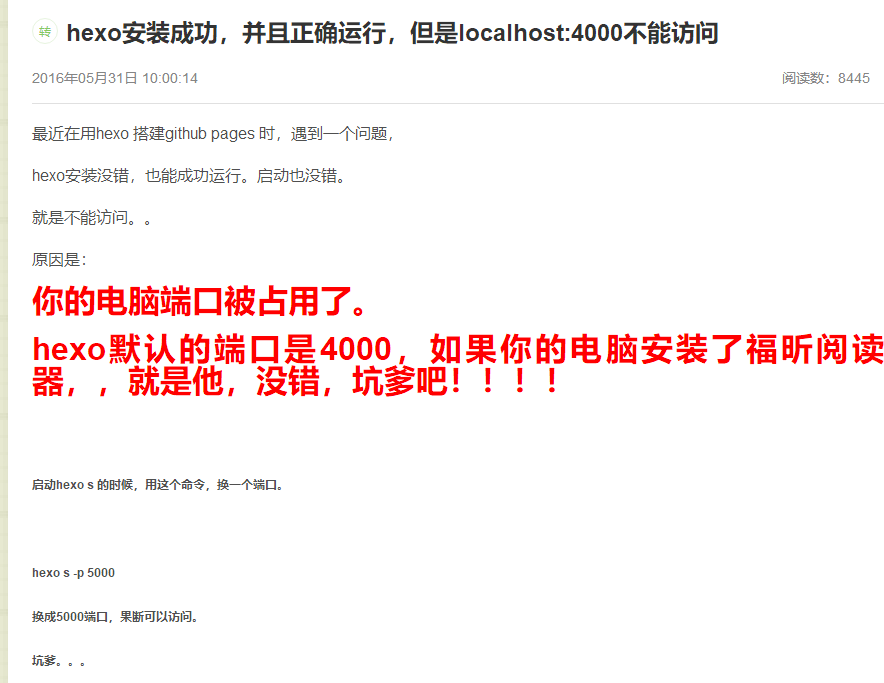 转 hexo安装成功，并且正确运行，但是localhost:4000不能访问
2016年05月31日 10:00:14 阅读数：8445
最近在用hexo 搭建github pages 时，遇到一个问题，
hexo安装没错，也能成功运行。启动也没错。
就是不能访问。。
原因是：
你的电脑端口被占用了。
hexo默认的端口是4000，如果你的电脑安装了福昕阅读
器，，就是他，没错，坑爹吧！！！！
启动hexo s 的时候，用这个命令，换一个端口。
hexo s -p 5000
换成5000端口，果断可以访问。
坑爹。。。